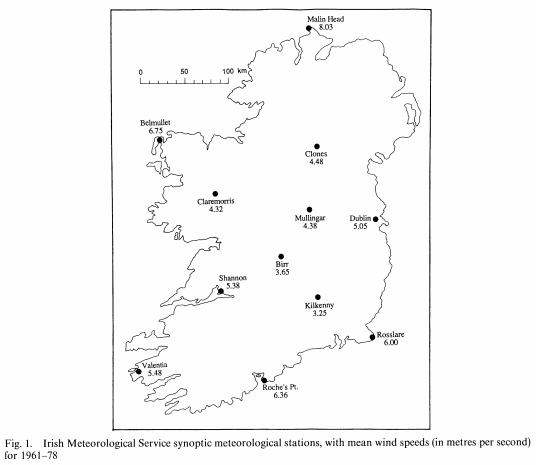 Malin Head
8.03
0 50 100 km
Belmullet
6.75
Clones
4.48
Claremorris
4.32
Mullingar
4.38
Dublin
5.05
Birr
3.65
Shannon
5.38
Kilkenny
3.25
Rosslare
6.00
Valentia
5.48
Roche's Pt.
6.36
Fig. 1. Irish Meteorological Service synoptic meteorological stations, with mean wind speeds (in metres per second)
for 1961–78